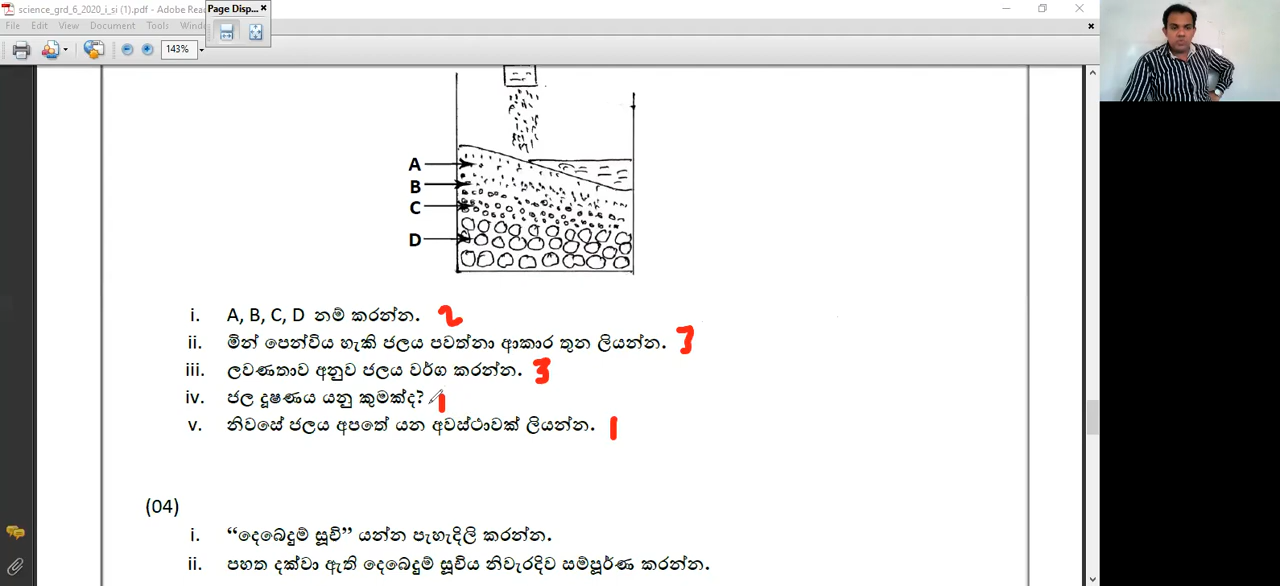 science_grd_6_2020_i_si (1).pdf - Adobe Rea
Page Disp...
File Edit View Document Tools
143%
A
B
C
D
i. A, B, C, D නම් කරන්න. 2
ii. මින් පෙන්විය හැකි ජලය පවත්නා ආකාර තුන ලියන්න. 3
iii. ලවණතාව අනුව ජලය වර්ග කරන්න. 3
iv. ජල දූෂණය යනු කුමක්ද? 1
v. නිවසේ ජලය අපතේ යන අවස්ථාවක් ලියන්න. 1
(04)
i. “දෙබෙදුම් සූචි” යන්න පැහැදිලි කරන්න.
ii. පහත දක්වා ඇති දෙබෙදුම් සූචිය නිවැරදිව සම්පූර්ණ කරන්න.